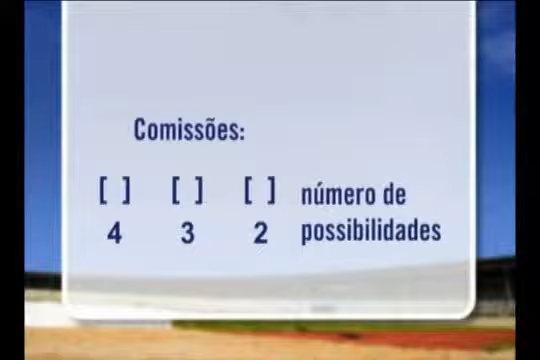 Comissões:
[ ] [ ] [ ] número de
4 3 2 possibilidades